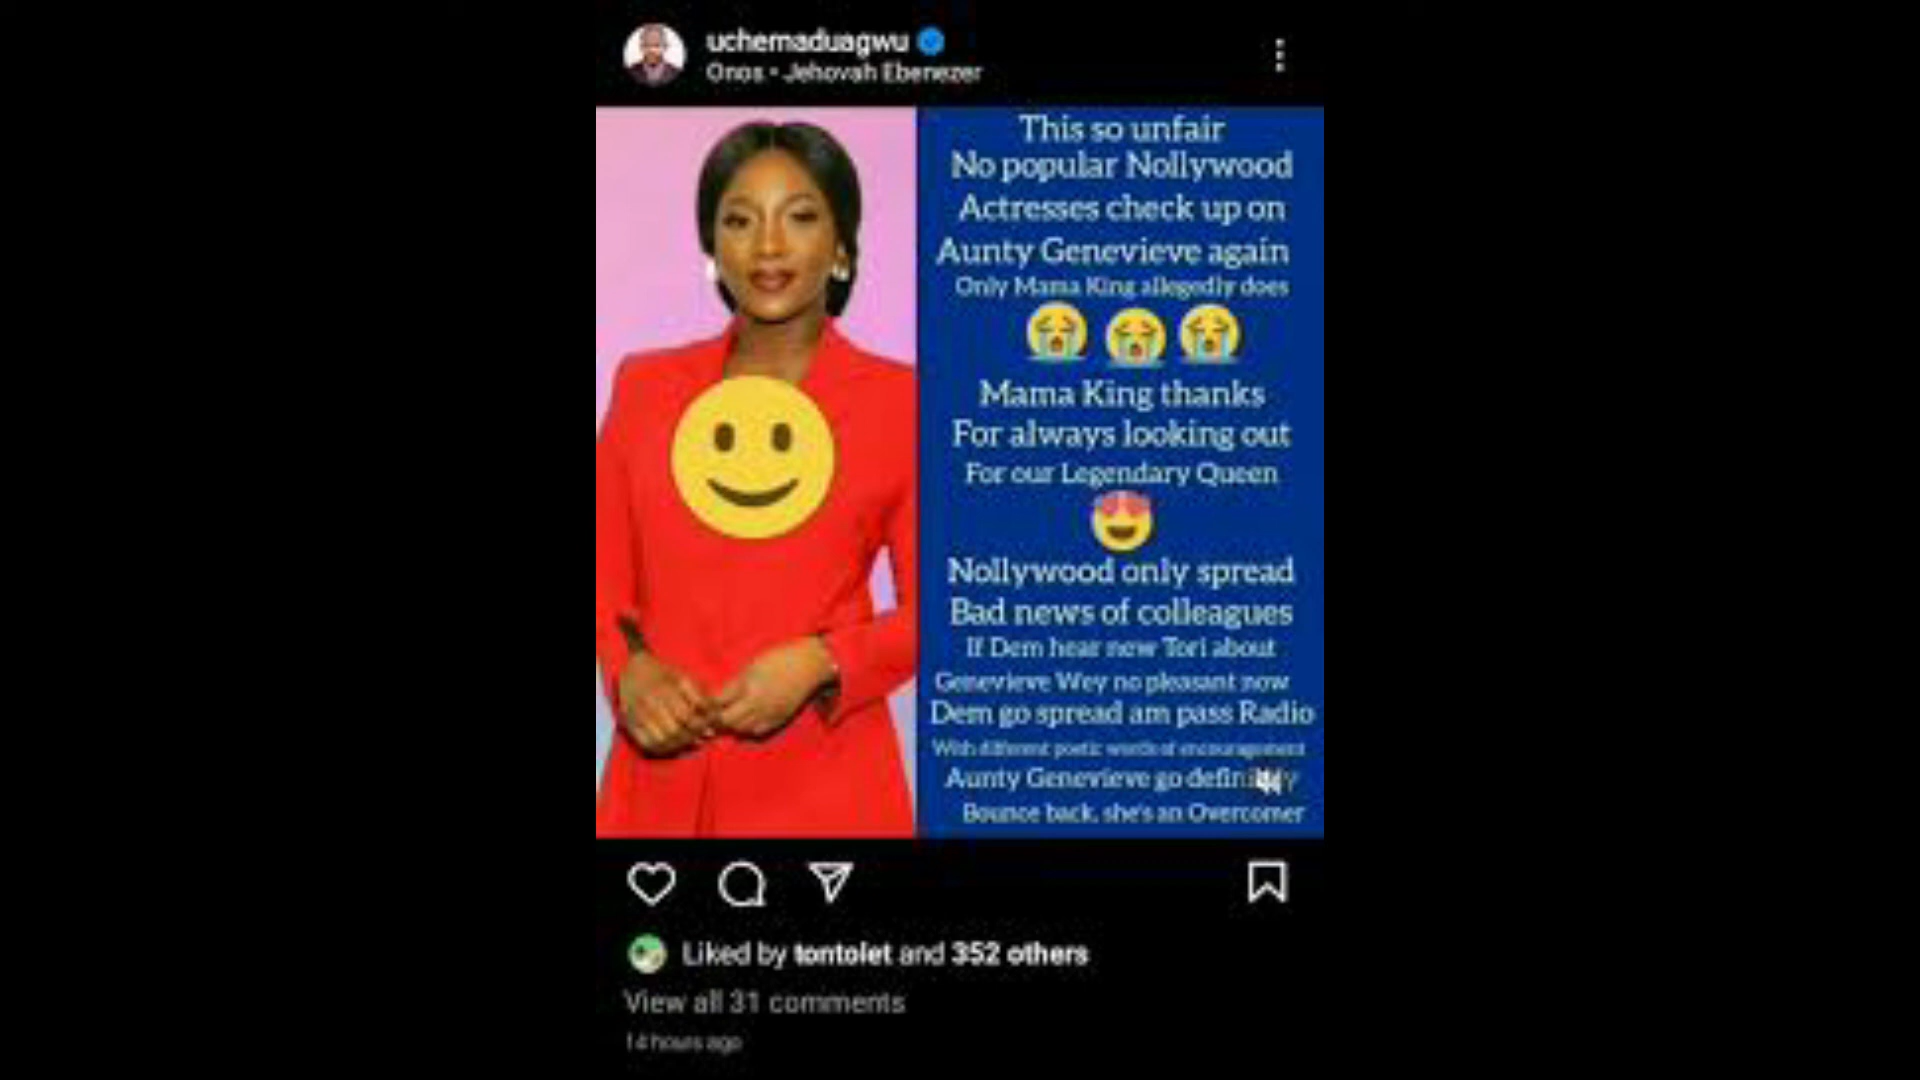 uchemaduagwu
Onos • Jehovah Ebenezer
This so unfair
No popular Nollywood
Actresses check up on
Aunty Genevieve again
Only Mama King allegedly does
Mama King thanks
For always looking out
For our Legendary Queen
Nollywood only spread
Bad news of colleagues
If Dem hear new Tori about
Genevieve Wey no pleasant now
Dem go spread am pass Radio
With different poetic words of encouragement
Aunty Genevieve go definitely
Bounce back, she's an Overcomer
Liked by tontolet and 352 others
View all 31 comments
14 hours ago